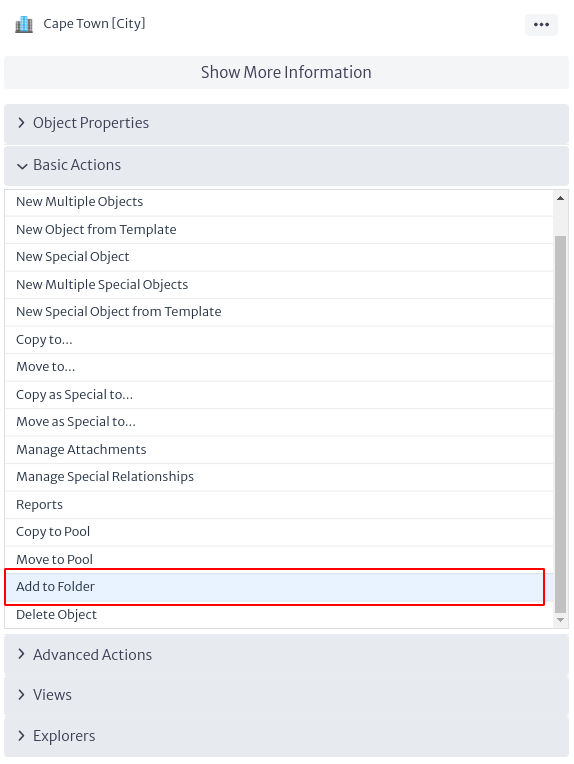 Cape Town [City]
Show More Information
Object Properties
Basic Actions
New Multiple Objects
New Object from Template
New Special Object
New Multiple Special Objects
New Special Object from Template
Copy to...
Move to...
Copy as Special to...
Move as Special to...
Manage Attachments
Manage Special Relationships
Reports
Copy to Pool
Move to Pool
Add to Folder
Delete Object
Advanced Actions
Views
Explorers